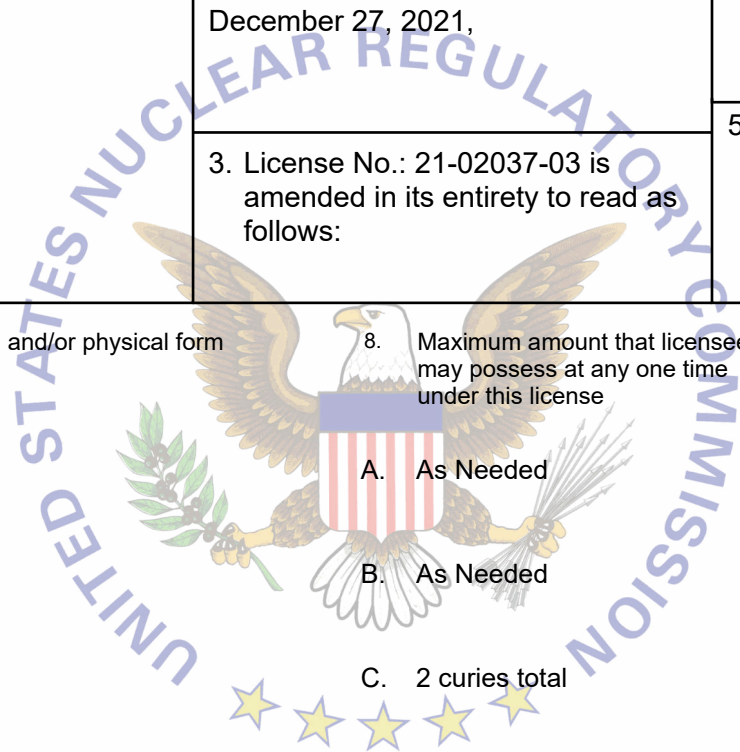 December 27, 2021,
5
3. License No.: 21-02037-03 is
amended in its entirety to read as
follows:
and/or physical form
8. Maximum amount that licensee
may possess at any one time
under this license
A. As Needed
B. As Needed
C. 2 curies total
UNITED STATES NUCLEAR REGULATORY COMMISSION